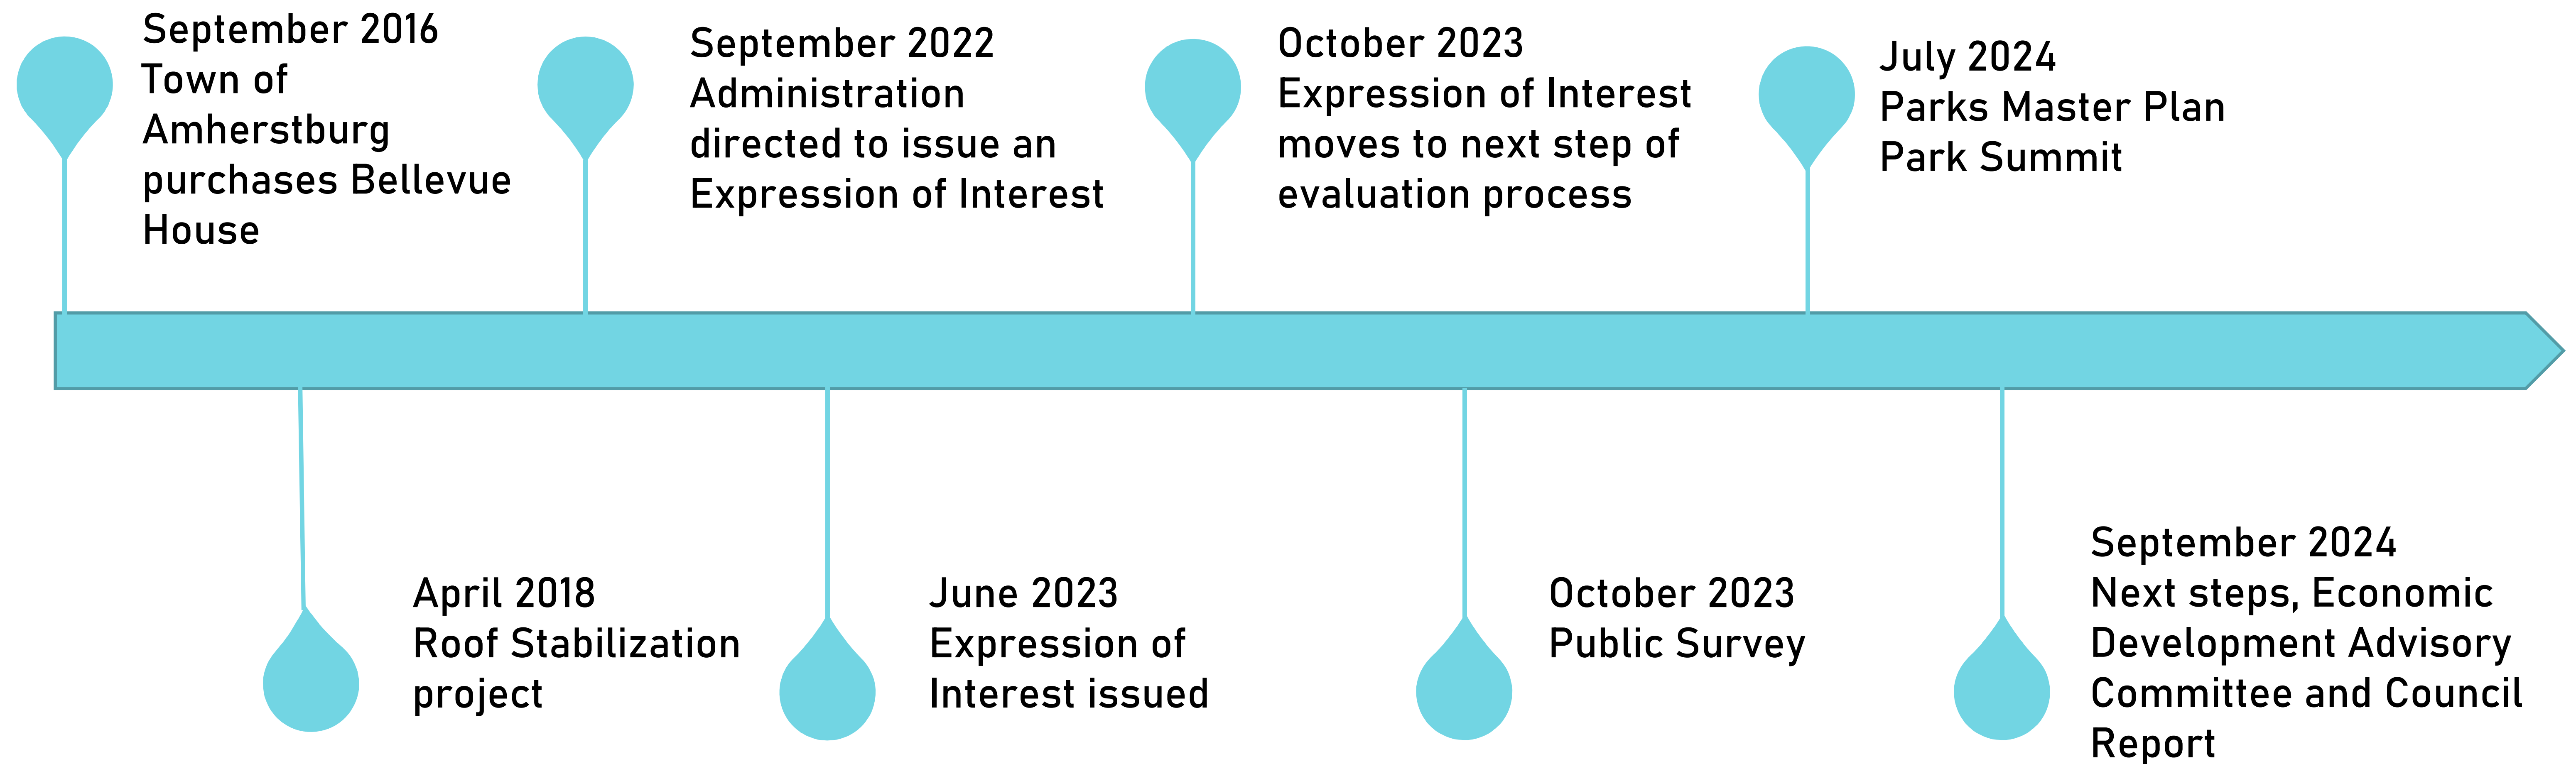 September 2016
Town of
Amherstburg
purchases Bellevue
House
April 2018
Roof Stabilization
project
September 2022
Administration
directed to issue an
Expression of Interest
June 2023
Expression of
Interest issued
October 2023
Expression of Interest
moves to next step of
evaluation process
October 2023
Public Survey
July 2024
Parks Master Plan
Park Summit
September 2024
Next steps, Economic
Development Advisory
Committee and Council
Report